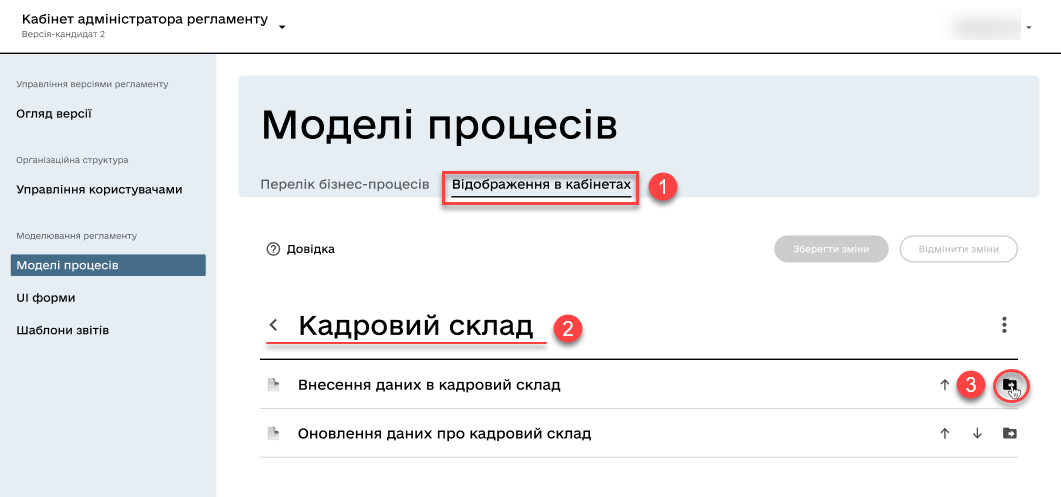 Кабінет адміністратора регламенту
Версія-кандидат 2
Управління версіями регламенту
Огляд версії
Організаційна структура
Управління користувачами
Моделювання регламенту
Моделі процесів
UI форми
Шаблони звітів
Моделі процесів
Перелік бізнес-процесів
Відображення в кабінетах
1
Довідка
Зберегти зміни
Відмінити зміни
Кадровий склад
2
Внесення даних в кадровий склад
3
Оновлення даних про кадровий склад